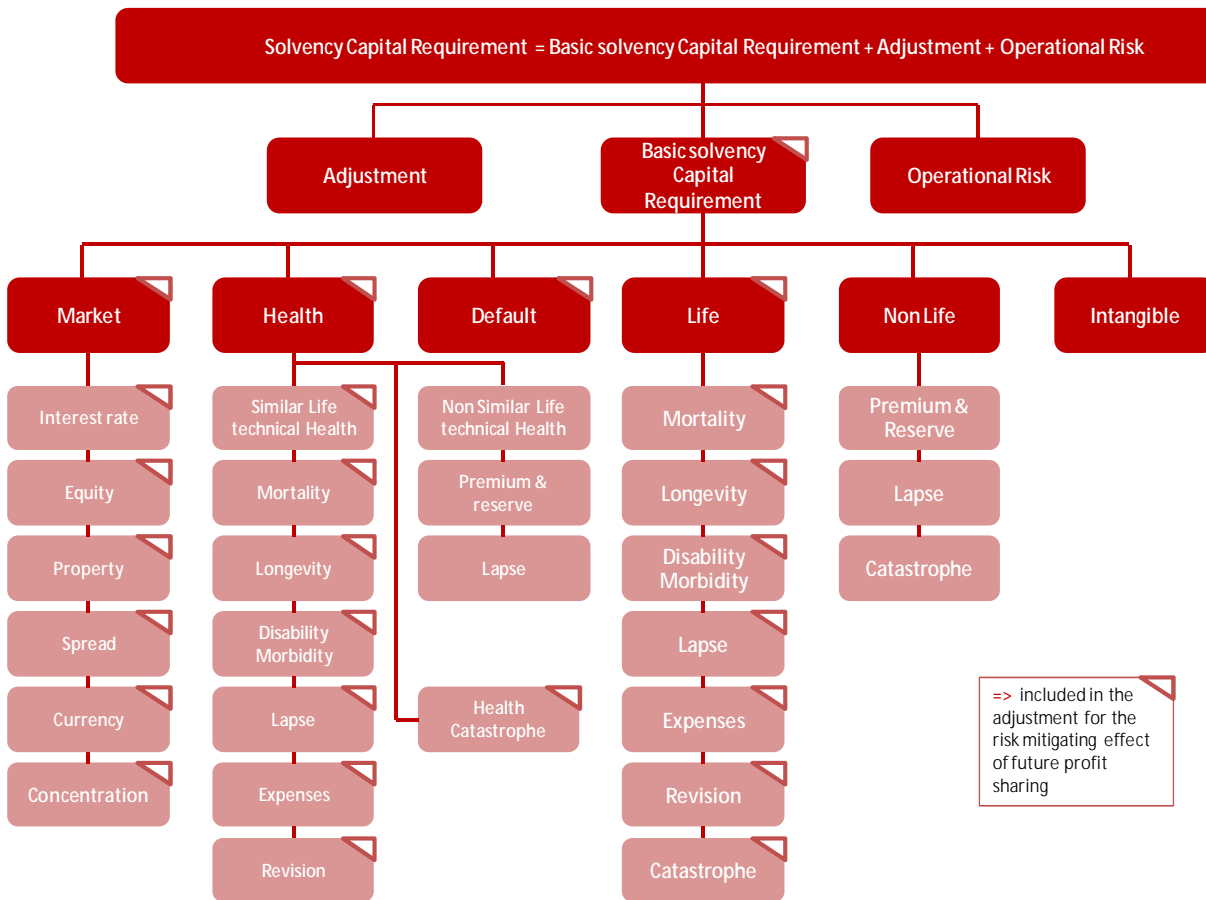 Solvency Capital Requirement = Basic solvency Capital Requirement + Adjustment + Operational Risk
Adjustment
Basic solvency
Capital
Requirement
Operational Risk
Market
Health
Default
Life
Non Life
Intangible
Interest rate
Equity
Property
Spread
Currency
Concentration
Similar Life
technical Health
Mortality
Longevity
Disability
Morbidity
Lapse
Expenses
Revision
Non Similar Life
technical Health
Premium &
reserve
Lapse
Health
Catastrophe
Mortality
Longevity
Disability
Morbidity
Lapse
Expenses
Revision
Catastrophe
Premium &
Reserve
Lapse
Catastrophe
=> included in the
adjustment for the
risk mitigating effect
of future profit
sharing